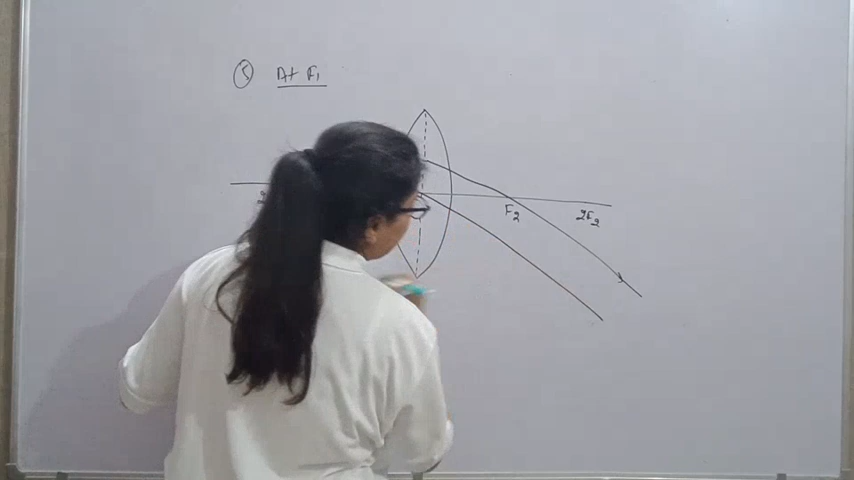 (5) At F₁
F₂ 2F₂